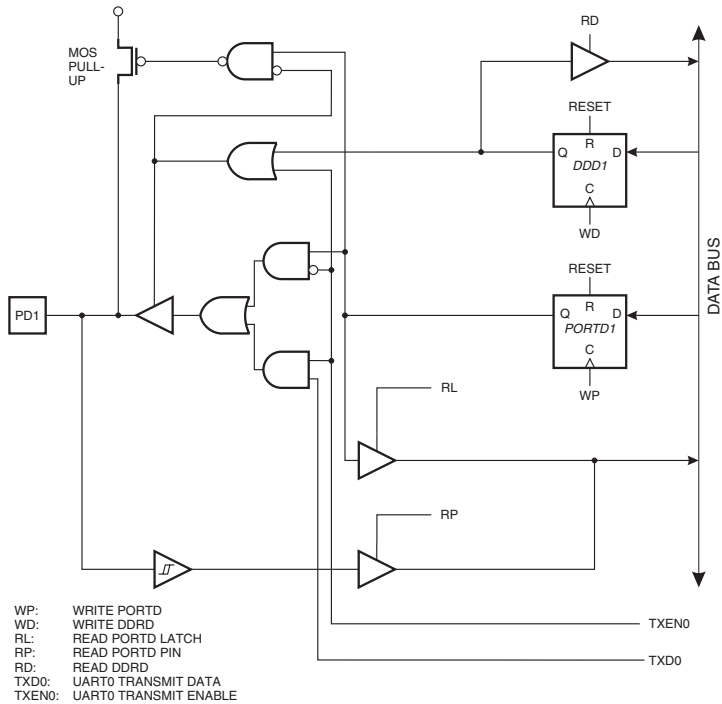 RD
MOS
PULL-
UP
RESET
R
Q
D
DDD1
C
WD
DATA BUS
RESET
R
Q
D
PORTD1
C
WP
PD1
RL
RP
WP: WRITE PORTD
WD: WRITE DDRD
RL: READ PORTD LATCH
RP: READ PORTD PIN
RD: READ DDRD
TXD0: UART0 TRANSMIT DATA
TXEN0: UART0 TRANSMIT ENABLE
TXEN0
TXD0